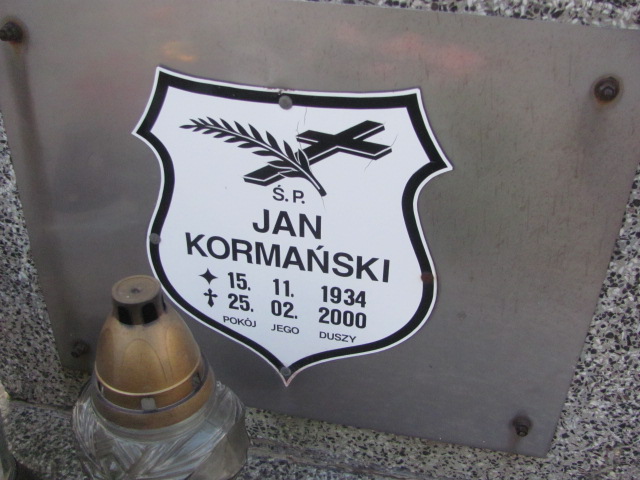 Ś.P.
JAN
KORMAŃSKI
15. 11. 1934
25. 02. 2000
POKÓJ JEGO DUSZY